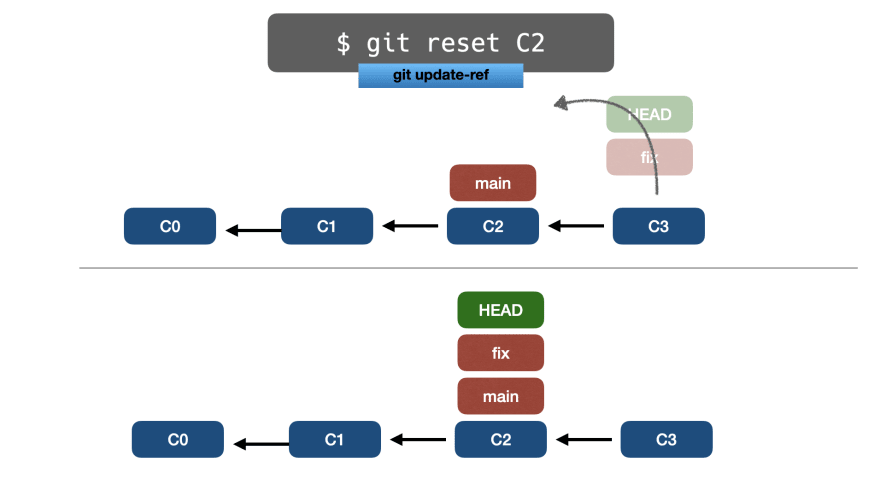 $ git reset C2
git update-ref
HEAD
fix
main
C0
C1
C2
C3
HEAD
fix
main
C0
C1
C2
C3